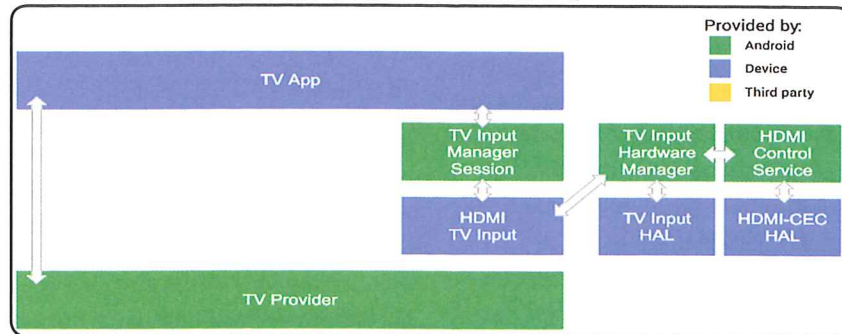 Provided by:
Android
Device
Third party
TV App
TV Input
Manager
Session
TV Input
Hardware
Manager
HDMI
Control
Service
HDMI
TV Input
TV Input
HAL
HDMI-CEC
HAL
TV Provider